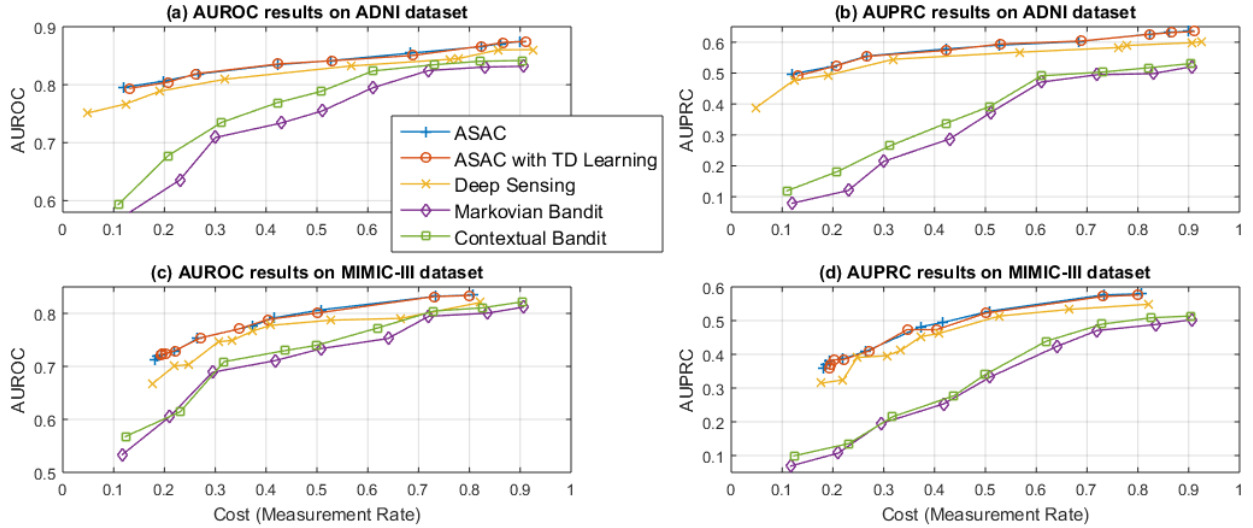 (a) AUROC results on ADNI dataset
AUROC
0.9
0.8
0.7
0.6
0 0.1 0.2 0.3 0.4 0.5 0.6 0.7 0.8 0.9 1
(b) AUPRC results on ADNI dataset
AUPRC
0.6
0.5
0.4
0.3
0.2
0.1
0 0.1 0.2 0.3 0.4 0.5 0.6 0.7 0.8 0.9 1
ASAC
ASAC with TD Learning
Deep Sensing
Markovian Bandit
Contextual Bandit
(c) AUROC results on MIMIC-III dataset
AUROC
0.8
0.7
0.6
0.5
0 0.1 0.2 0.3 0.4 0.5 0.6 0.7 0.8 0.9 1
Cost (Measurement Rate)
(d) AUPRC results on MIMIC-III dataset
AUPRC
0.6
0.5
0.4
0.3
0.2
0.1
0 0.1 0.2 0.3 0.4 0.5 0.6 0.7 0.8 0.9 1
Cost (Measurement Rate)